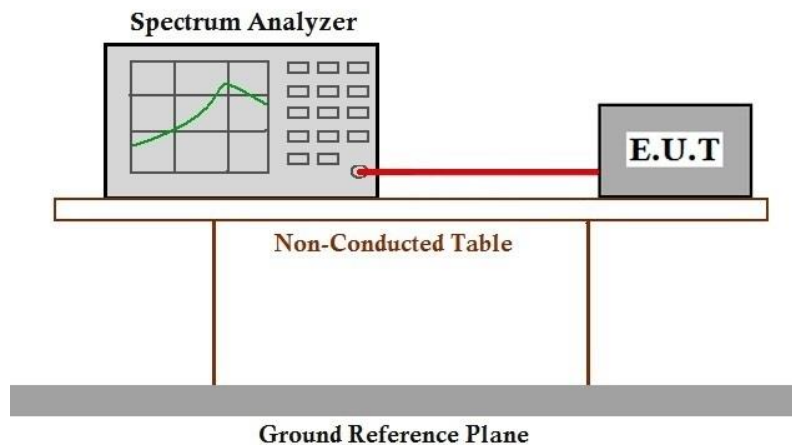 Spectrum Analyzer
E.U.T
Non-Conducted Table
Ground Reference Plane